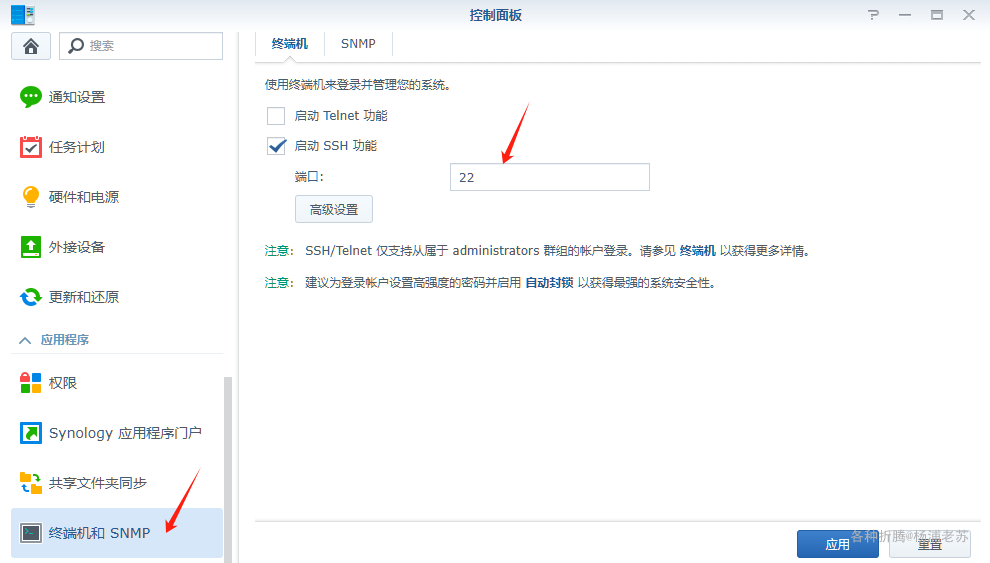 控制面板
搜索
通知设置
任务计划
硬件和电源
外接设备
更新和还原
应用程序
权限
Synology 应用程序门户
共享文件夹同步
终端机和 SNMP
终端机
SNMP
使用终端机来登录并管理您的系统。
启动 Telnet 功能
启动 SSH 功能
端口:
22
高级设置
注意: SSH/Telnet 仅支持从属于 administrators 群组的帐户登录。请参见 终端机 以获得更多详情。
注意: 建议为登录帐户设置高强度的密码并启用 自动封锁 以获得最强的系统安全性。
应用
重置
各种折腾@杨浦老苏